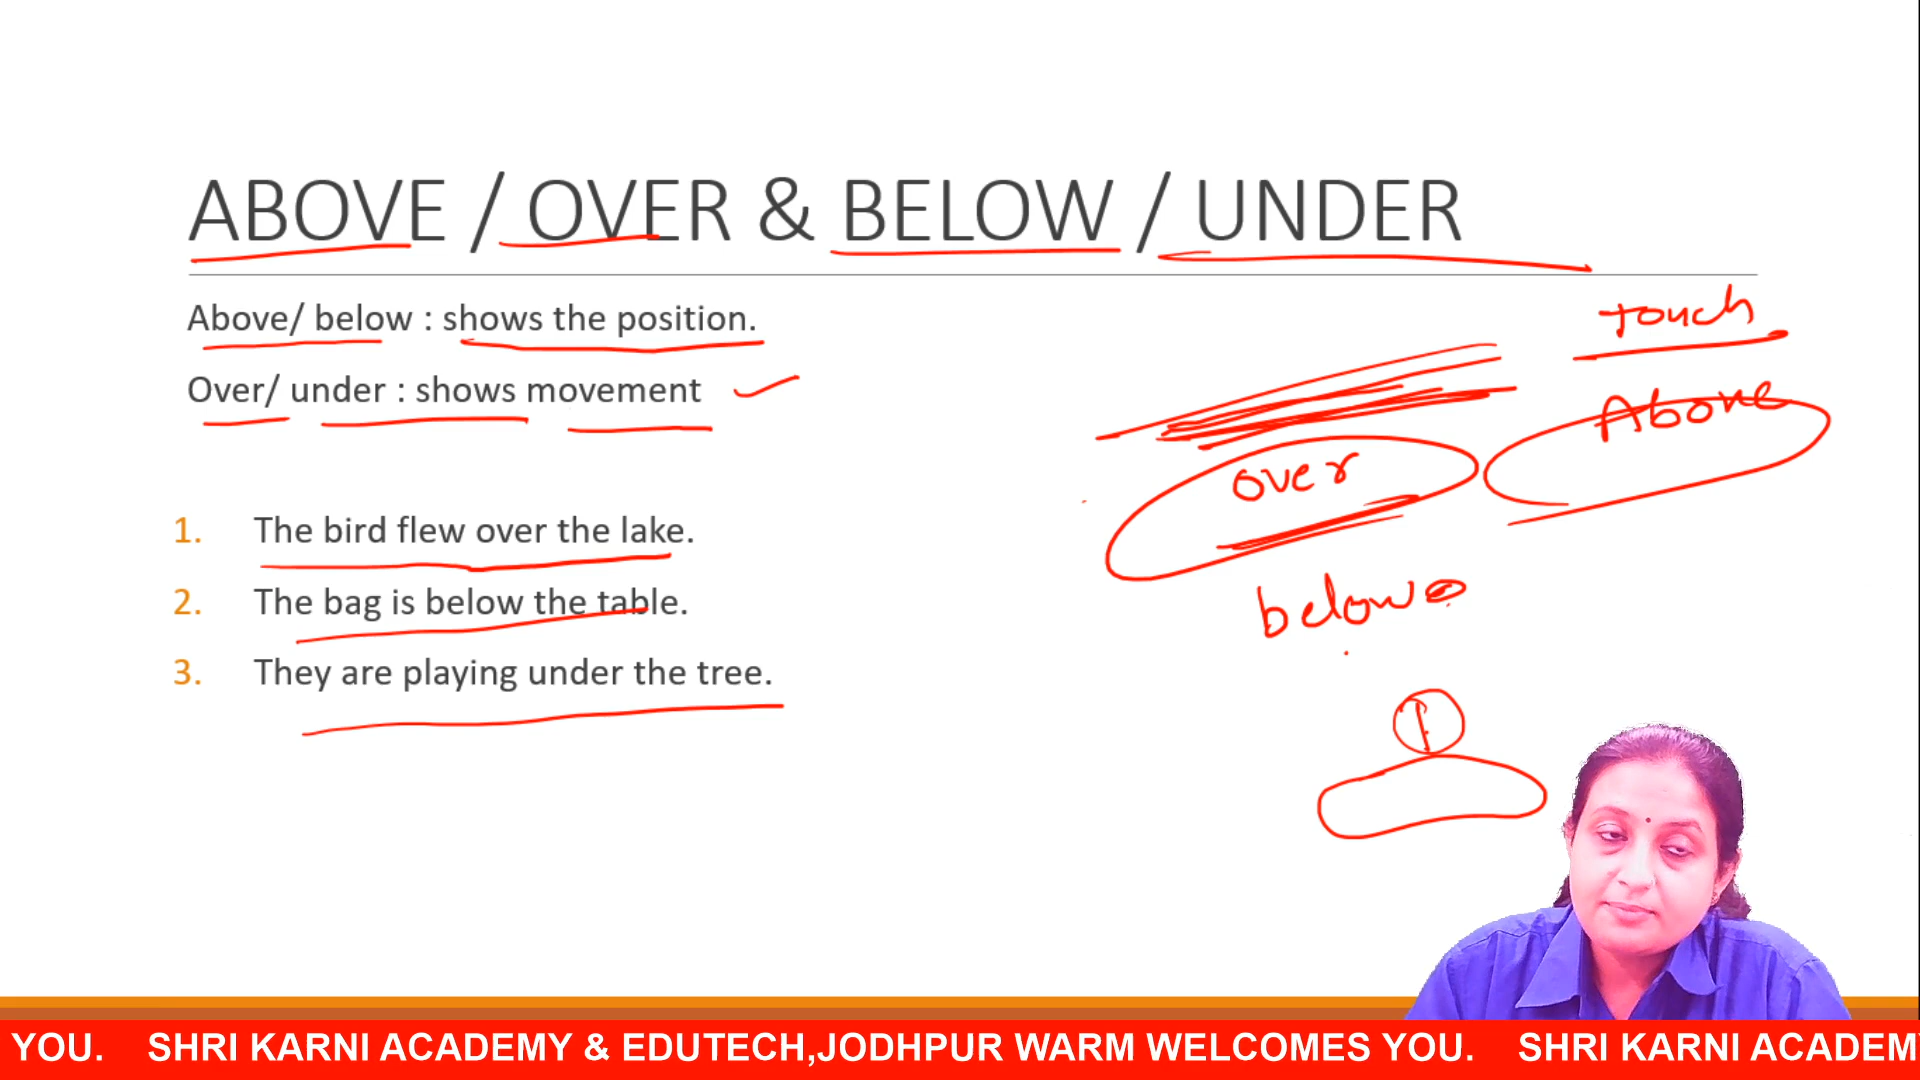 ABOVE / OVER & BELOW / UNDER
Above/ below : shows the position.
Over/ under : shows movement
1. The bird flew over the lake.
2. The bag is below the table.
3. They are playing under the tree.
touch
Above
over
below
YOU. SHRI KARNI ACADEMY & EDUTECH,JODHPUR WARM WELCOMES YOU. SHRI KARNI ACADEM